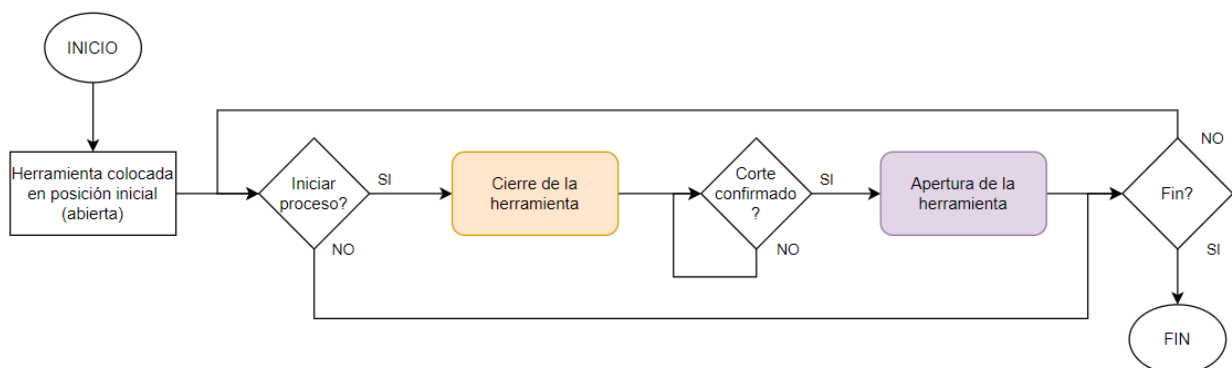 INICIO
Herramienta colocada
en posición inicial
(abierta)
Iniciar
proceso?
SI
NO
Cierre de la
herramienta
Corte
confirmado
?
SI
NO
Apertura de la
herramienta
NO
Fin?
SI
FIN